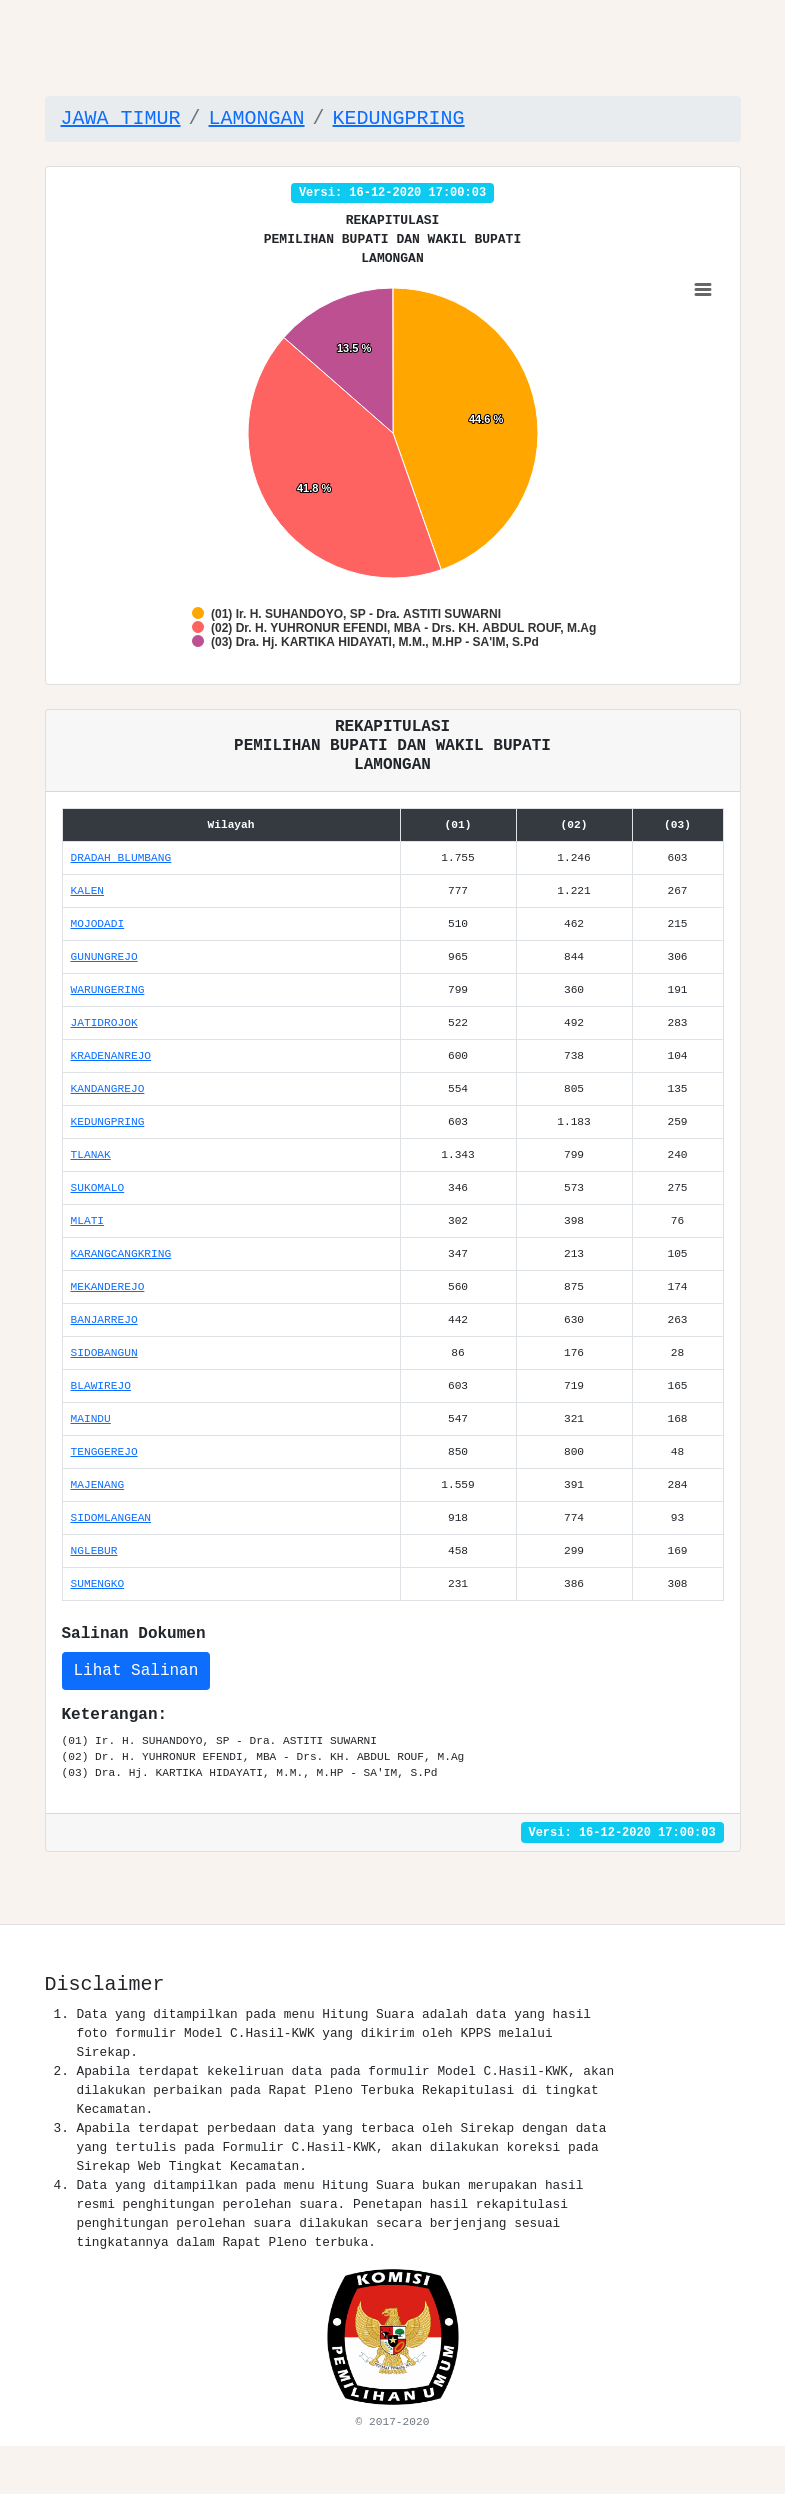 JAWA TIMUR / LAMONGAN / KEDUNGPRING
Versi: 16-12-2020 17:00:03
REKAPITULASI
PEMILIHAN BUPATI DAN WAKIL BUPATI
LAMONGAN
13.5 %
44.6 %
41.8 %
(01) Ir. H. SUHANDOYO, SP - Dra. ASTITI SUWARNI
(02) Dr. H. YUHRONUR EFENDI, MBA - Drs. KH. ABDUL ROUF, M.Ag
(03) Dra. Hj. KARTIKA HIDAYATI, M.M., M.HP - SA'IM, S.Pd
REKAPITULASI
PEMILIHAN BUPATI DAN WAKIL BUPATI
LAMONGAN
Wilayah (01) (02) (03)
DRADAH BLUMBANG 1.755 1.246 603
KALEN 777 1.221 267
MOJODADI 510 462 215
GUNUNGREJO 965 844 306
WARUNGERING 799 360 191
JATIDROJOK 522 492 283
KRADENANREJO 600 738 104
KANDANGREJO 554 805 135
KEDUNGPRING 603 1.183 259
TLANAK 1.343 799 240
SUKOMALO 346 573 275
MLATI 302 398 76
KARANGCANGKRING 347 213 105
MEKANDEREJO 560 875 174
BANJARREJO 442 630 263
SIDOBANGUN 86 176 28
BLAWIREJO 603 719 165
MAINDU 547 321 168
TENGGEREJO 850 800 48
MAJENANG 1.559 391 284
SIDOMLANGEAN 918 774 93
NGLEBUR 458 299 169
SUMENGKO 231 386 308
Salinan Dokumen
Lihat Salinan
Keterangan:
(01) Ir. H. SUHANDOYO, SP - Dra. ASTITI SUWARNI
(02) Dr. H. YUHRONUR EFENDI, MBA - Drs. KH. ABDUL ROUF, M.Ag
(03) Dra. Hj. KARTIKA HIDAYATI, M.M., M.HP - SA'IM, S.Pd
Versi: 16-12-2020 17:00:03
Disclaimer
1. Data yang ditampilkan pada menu Hitung Suara adalah data yang hasil
foto formulir Model C.Hasil-KWK yang dikirim oleh KPPS melalui
Sirekap.
2. Apabila terdapat kekeliruan data pada formulir Model C.Hasil-KWK, akan
dilakukan perbaikan pada Rapat Pleno Terbuka Rekapitulasi di tingkat
Kecamatan.
3. Apabila terdapat perbedaan data yang terbaca oleh Sirekap dengan data
yang tertulis pada Formulir C.Hasil-KWK, akan dilakukan koreksi pada
Sirekap Web Tingkat Kecamatan.
4. Data yang ditampilkan pada menu Hitung Suara bukan merupakan hasil
resmi penghitungan perolehan suara. Penetapan hasil rekapitulasi
penghitungan perolehan suara dilakukan secara berjenjang sesuai
tingkatannya dalam Rapat Pleno terbuka.
KOMISI
PEMILIHAN UMUM
© 2017-2020